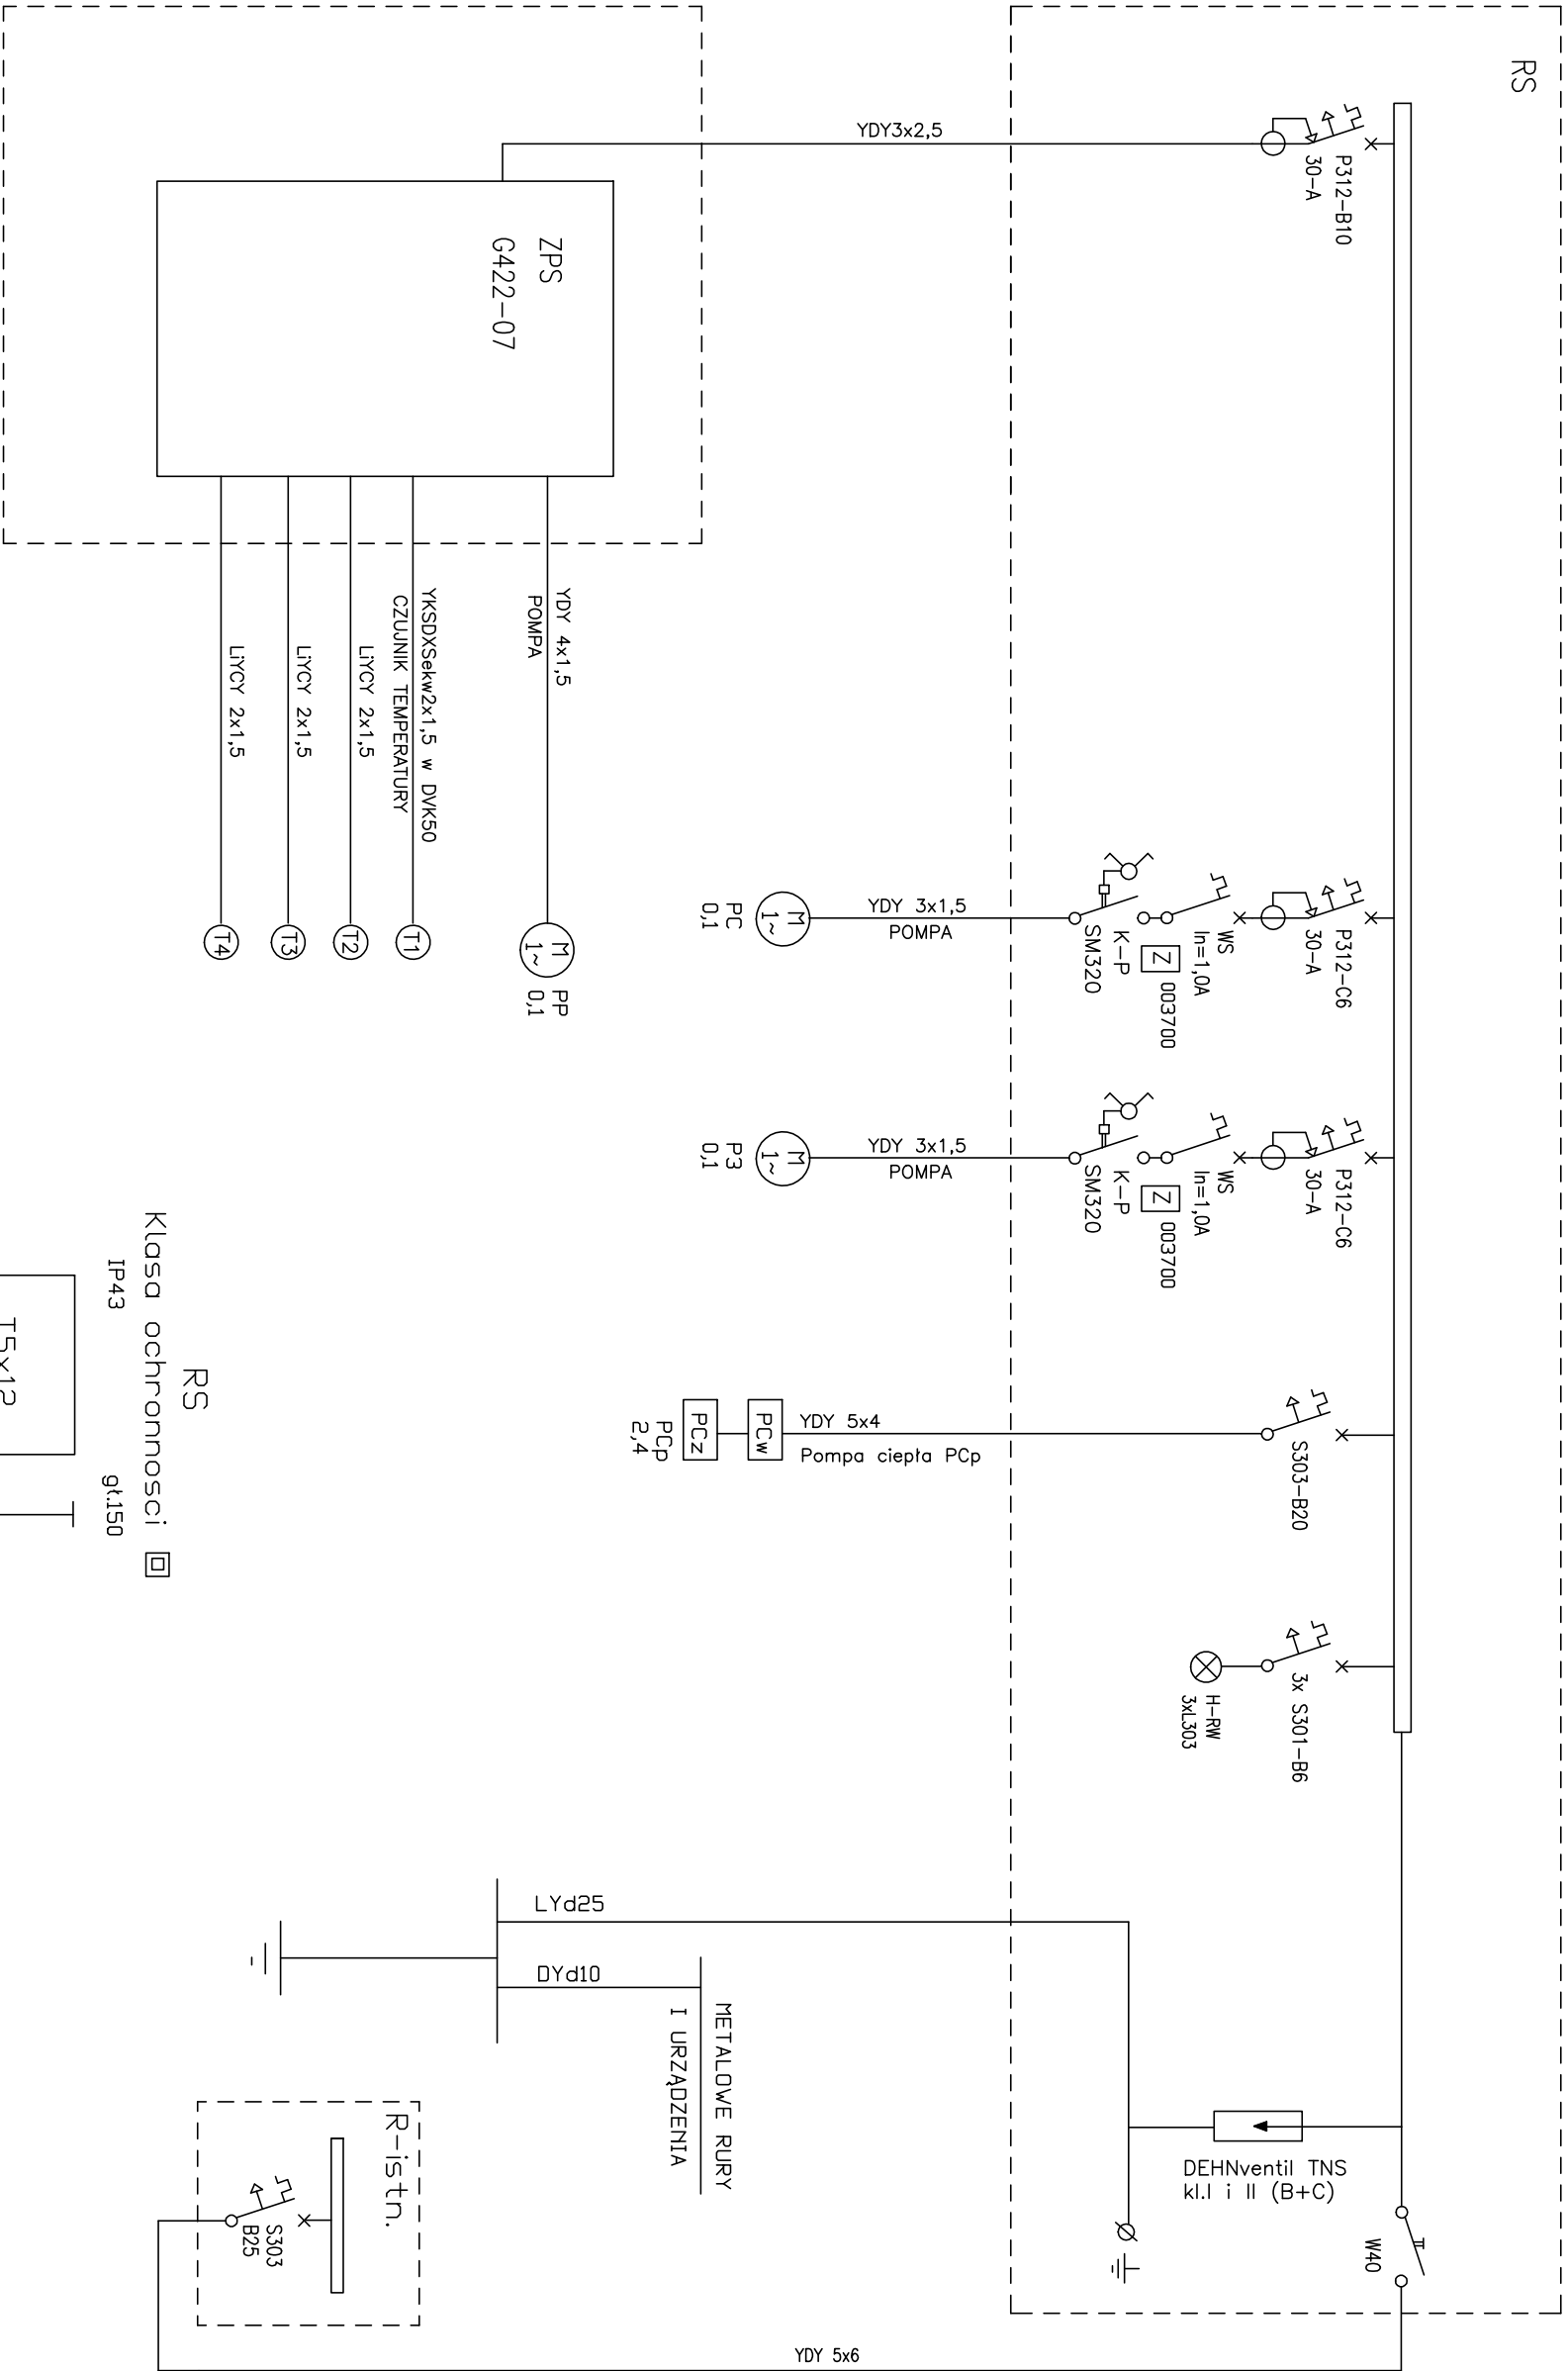 RS
P312-B10
30-A
YDY3x2,5
ZPS
G422-07
YDY 4x1,5
POMPA
PP
0,1
YKSDXSekw2x1,5 w DVK50
CZUJNIK TEMPERATURY
LiYCY 2x1,5
LiYCY 2x1,5
LiYCY 2x1,5
M
1~
T1
T2
T3
T4
P312-C6
30-A
WS
In=1,0A
Z
003700
K-P
SM320
YDY 3x1,5
POMPA
M
1~
PC
0,1
P312-C6
30-A
WS
In=1,0A
Z
003700
K-P
SM320
YDY 3x1,5
POMPA
M
1~
P3
0,1
S303-B20
YDY 5x4
Pompa ciepła PCp
PCw
PCz
PCp
2,4
3x S301-B6
H-RW
3xL303
RS
Klasa ochronnosci
IP43
gł.150
T5x12
LYd25
DYd10
METALOWE RURY
I URZĄDZENIA
DEHNventil TNS
kl.I i II (B+C)
W40
R-istn.
S303
B25
YDY 5x6